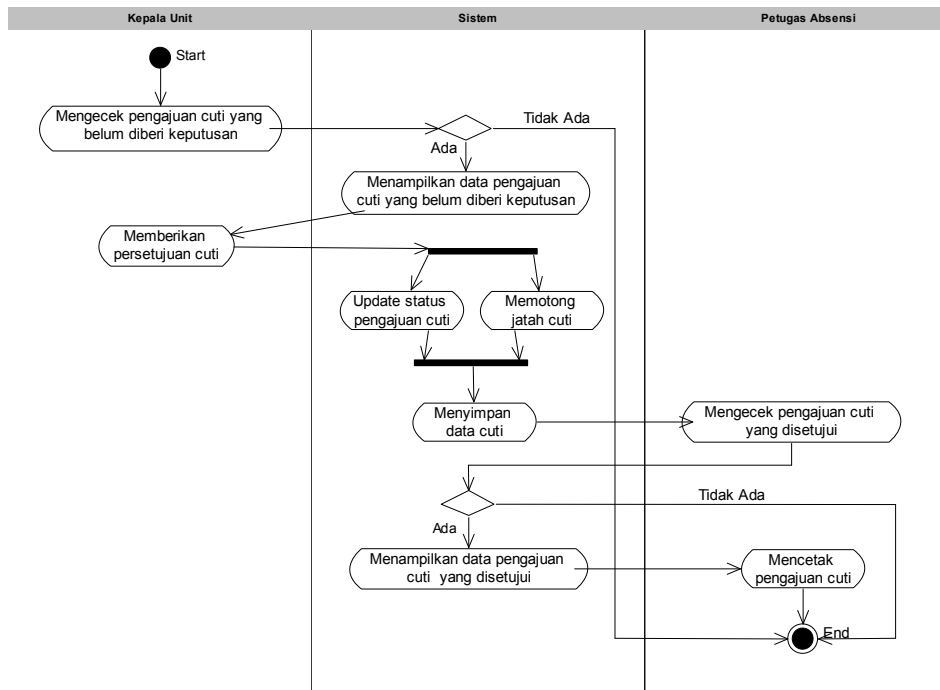 Kepala Unit
Sistem
Petugas Absensi
Start
Mengecek pengajuan cuti yang
belum diberi keputusan
Tidak Ada
Ada
Menampilkan data pengajuan
cuti yang belum diberi keputusan
Memberikan
persetujuan cuti
Update status
pengajuan cuti
Memotong
jatah cuti
Menyimpan
data cuti
Mengecek pengajuan cuti
yang disetujui
Tidak Ada
Ada
Menampilkan data pengajuan
cuti yang disetujui
Mencetak
pengajuan cuti
End